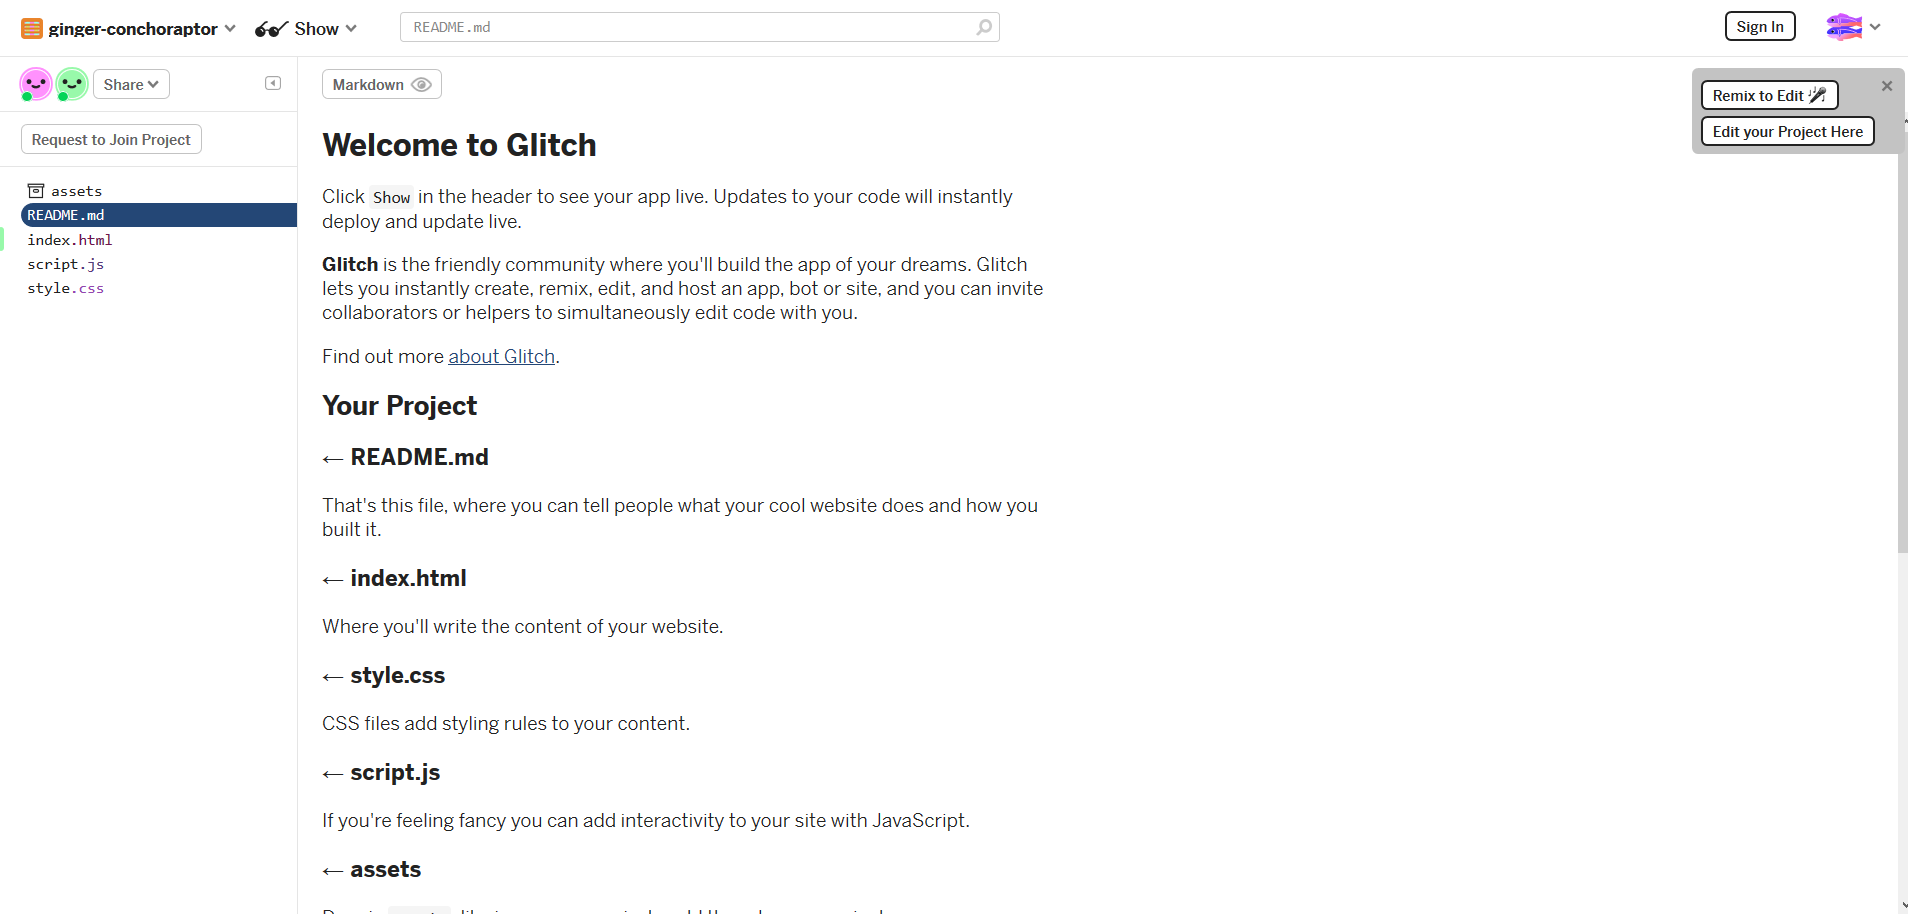 ginger-conchoraptor
Show
README.md
Sign In
Share
Request to Join Project
assets
README.md
index.html
script.js
style.css
Markdown
Remix to Edit
Edit your Project Here
Welcome to Glitch
Click Show in the header to see your app live. Updates to your code will instantly
deploy and update live.
Glitch is the friendly community where you'll build the app of your dreams. Glitch
lets you instantly create, remix, edit, and host an app, bot or site, and you can invite
collaborators or helpers to simultaneously edit code with you.
Find out more about Glitch.
Your Project
← README.md
That's this file, where you can tell people what your cool website does and how you
built it.
← index.html
Where you'll write the content of your website.
← style.css
CSS files add styling rules to your content.
← script.js
If you're feeling fancy you can add interactivity to your site with JavaScript.
← assets